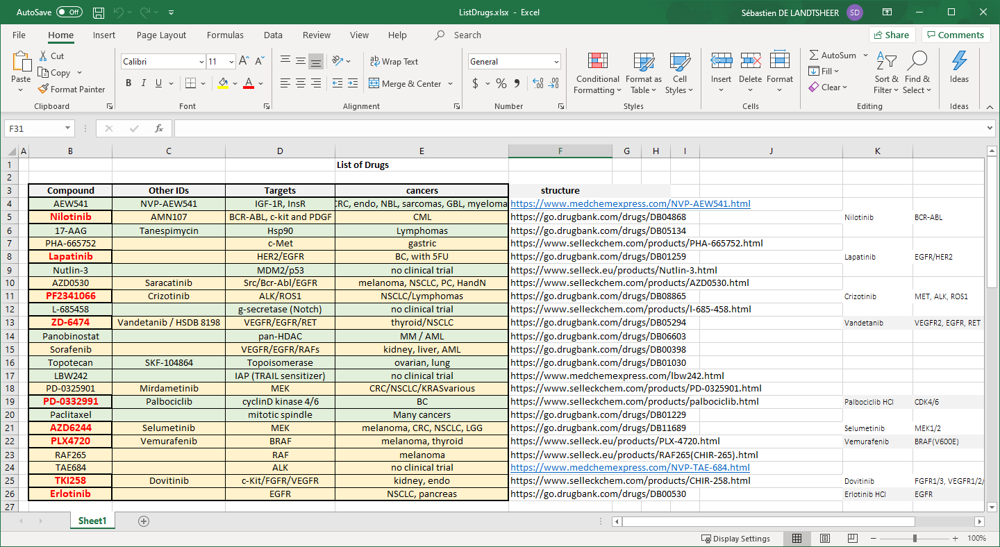 AutoSave Off ListDrugs.xlsx - Excel Sébastien DE LANDTSHEER SD
File Home Insert Page Layout Formulas Data Review View Help Search Share Comments
Paste Cut Copy Format Painter Clipboard
Calibri 11 A A B I U A Font
ab Wrap Text Merge & Center Alignment
General $ % Number
Conditional Formatting Format as Table Cell Styles Styles
Insert Delete Format Cells
AutoSum Fill Clear Sort & Filter Find & Select Editing
Ideas Ideas
F31 fx
A B C D E F G H I J K
1 List of Drugs
2
3 Compound Other IDs Targets cancers structure
4 AEW541 NVP-AEW541 IGF-1R, InsR CRC, endo, NBL, sarcomas, GBL, myeloma https://www.medchemexpress.com/NVP-AEW541.html
5 Nilotinib AMN107 BCR-ABL, c-kit and PDGF CML https://go.drugbank.com/drugs/DB04868 Nilotinib BCR-ABL
6 17-AAG Tanespimycin Hsp90 Lymphomas https://go.drugbank.com/drugs/DB05134
7 PHA-665752 c-Met gastric https://www.selleckchem.com/products/PHA-665752.html
8 Lapatinib HER2/EGFR BC, with 5FU https://go.drugbank.com/drugs/DB01259 Lapatinib EGFR/HER2
9 Nutlin-3 MDM2/p53 no clinical trial https://www.selleck.eu/products/Nutlin-3.html
10 AZD0530 Saracatinib Src/Bcr-Abl/EGFR melanoma, NSCLC, PC, HandN https://www.selleckchem.com/products/AZD0530.html
11 PF2341066 Crizotinib ALK/ROS1 NSCLC/Lymphomas https://go.drugbank.com/drugs/DB08865 Crizotinib MET, ALK, ROS1
12 L-685458 g-secretase (Notch) no clinical trial https://www.selleckchem.com/products/l-685-458.html
13 ZD-6474 Vandetanib / HSDB 8198 VEGFR/EGFR/RET thyroid/NSCLC https://go.drugbank.com/drugs/DB05294 Vandetanib VEGFR2, EGFR, RET
14 Panobinostat pan-HDAC MM / AML https://go.drugbank.com/drugs/DB06603
15 Sorafenib VEGFR/EGFR/RAFs kidney, liver, AML https://go.drugbank.com/drugs/DB00398
16 Topotecan SKF-104864 Topoisomerase ovarian, lung https://go.drugbank.com/drugs/DB01030
17 LBW242 IAP (TRAIL sensitizer) no clinical trial https://www.medchemexpress.com/lbw242.html
18 PD-0325901 Mirdametinib MEK CRC/NSCLC/KRASvarious https://www.selleckchem.com/products/PD-0325901.html
19 PD-0332991 Palbociclib cyclinD kinase 4/6 BC https://www.selleckchem.com/products/palbociclib.html Palbociclib HCl CDK4/6
20 Paclitaxel mitotic spindle Many cancers https://go.drugbank.com/drugs/DB01229
21 AZD6244 Selumetinib MEK melanoma, CRC, NSCLC, LGG https://go.drugbank.com/drugs/DB11689 Selumetinib MEK1/2
22 PLX4720 Vemurafenib BRAF melanoma, thyroid https://www.selleck.eu/products/PLX-4720.html Vemurafenib BRAF(V600E)
23 RAF265 RAF melanoma https://www.selleck.eu/products/RAF265(CHIR-265).html
24 TAE684 ALK no clinical trial https://www.medchemexpress.com/NVP-TAE-684.html
25 TKI258 Dovitinib c-Kit/FGFR/VEGFR kidney, endo https://www.selleckchem.com/products/CHIR-258.html Dovitinib FGFR1/3, VEGFR1/2/
26 Erlotinib EGFR NSCLC, pancreas https://go.drugbank.com/drugs/DB00530 Erlotinib HCl EGFR
27
Sheet1
Display Settings 100%